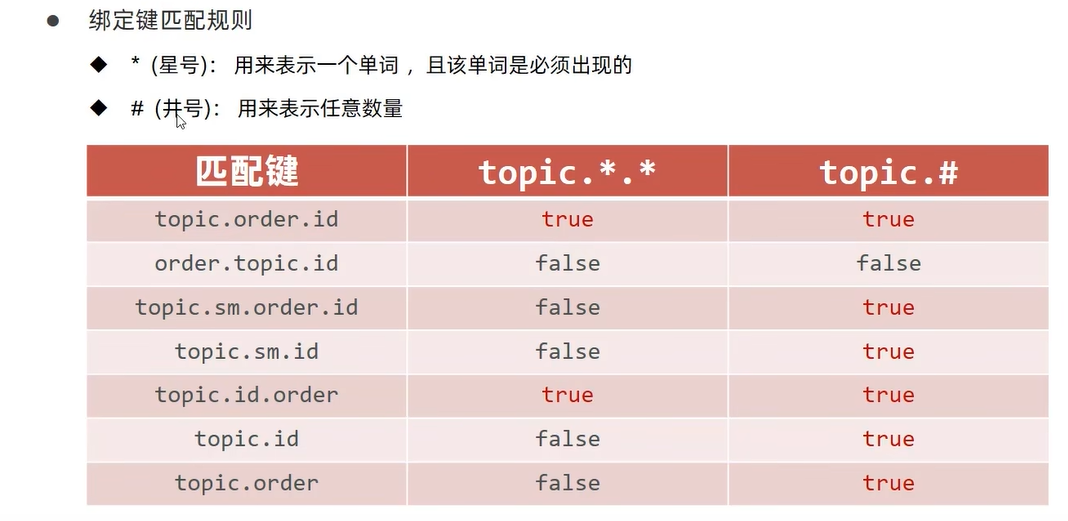 绑定键匹配规则
* (星号)： 用来表示一个单词 ，且该单词是必须出现的
# (井号)： 用来表示任意数量
匹配键 topic.*.* topic.#
topic.order.id true true
order.topic.id false false
topic.sm.order.id false true
topic.sm.id false true
topic.id.order true true
topic.id false true
topic.order false true